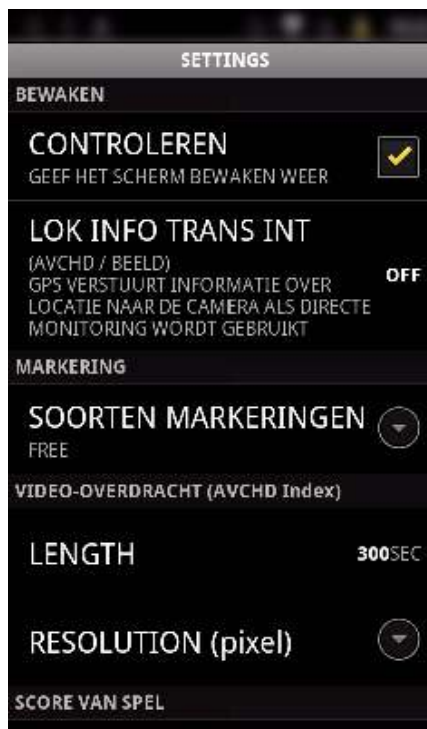 SETTINGS
BEWAKEN
CONTROLEREN
GEEF HET SCHERM BEWAKEN WEER
LOK INFO TRANS INT
(AVCHD / BEELD)
GPS VERSTUURT INFORMATIE OVER
LOCATIE NAAR DE CAMERA ALS DIRECTE
MONITORING WORDT GEBRUIKT
OFF
MARKERING
SOORTEN MARKERINGEN
FREE
VIDEO-OVERDRACHT (AVCHD Index)
LENGTH
300SEC
RESOLUTION (pixel)
SCORE VAN SPEL